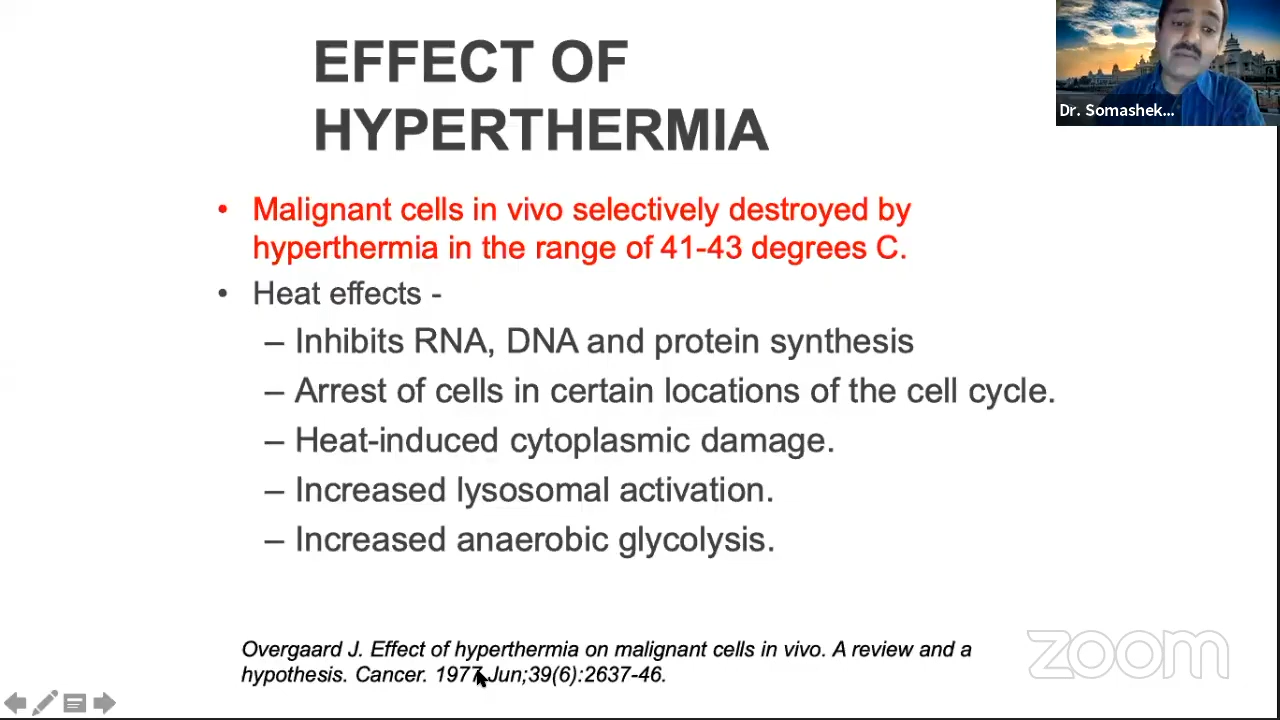 EFFECT OF
HYPERTHERMIA
Dr. Somashek...
• Malignant cells in vivo selectively destroyed by
hyperthermia in the range of 41-43 degrees C.
• Heat effects -
– Inhibits RNA, DNA and protein synthesis
– Arrest of cells in certain locations of the cell cycle.
– Heat-induced cytoplasmic damage.
– Increased lysosomal activation.
– Increased anaerobic glycolysis.
Overgaard J. Effect of hyperthermia on malignant cells in vivo. A review and a
hypothesis. Cancer. 1977 Jun;39(6):2637-46.
zoom